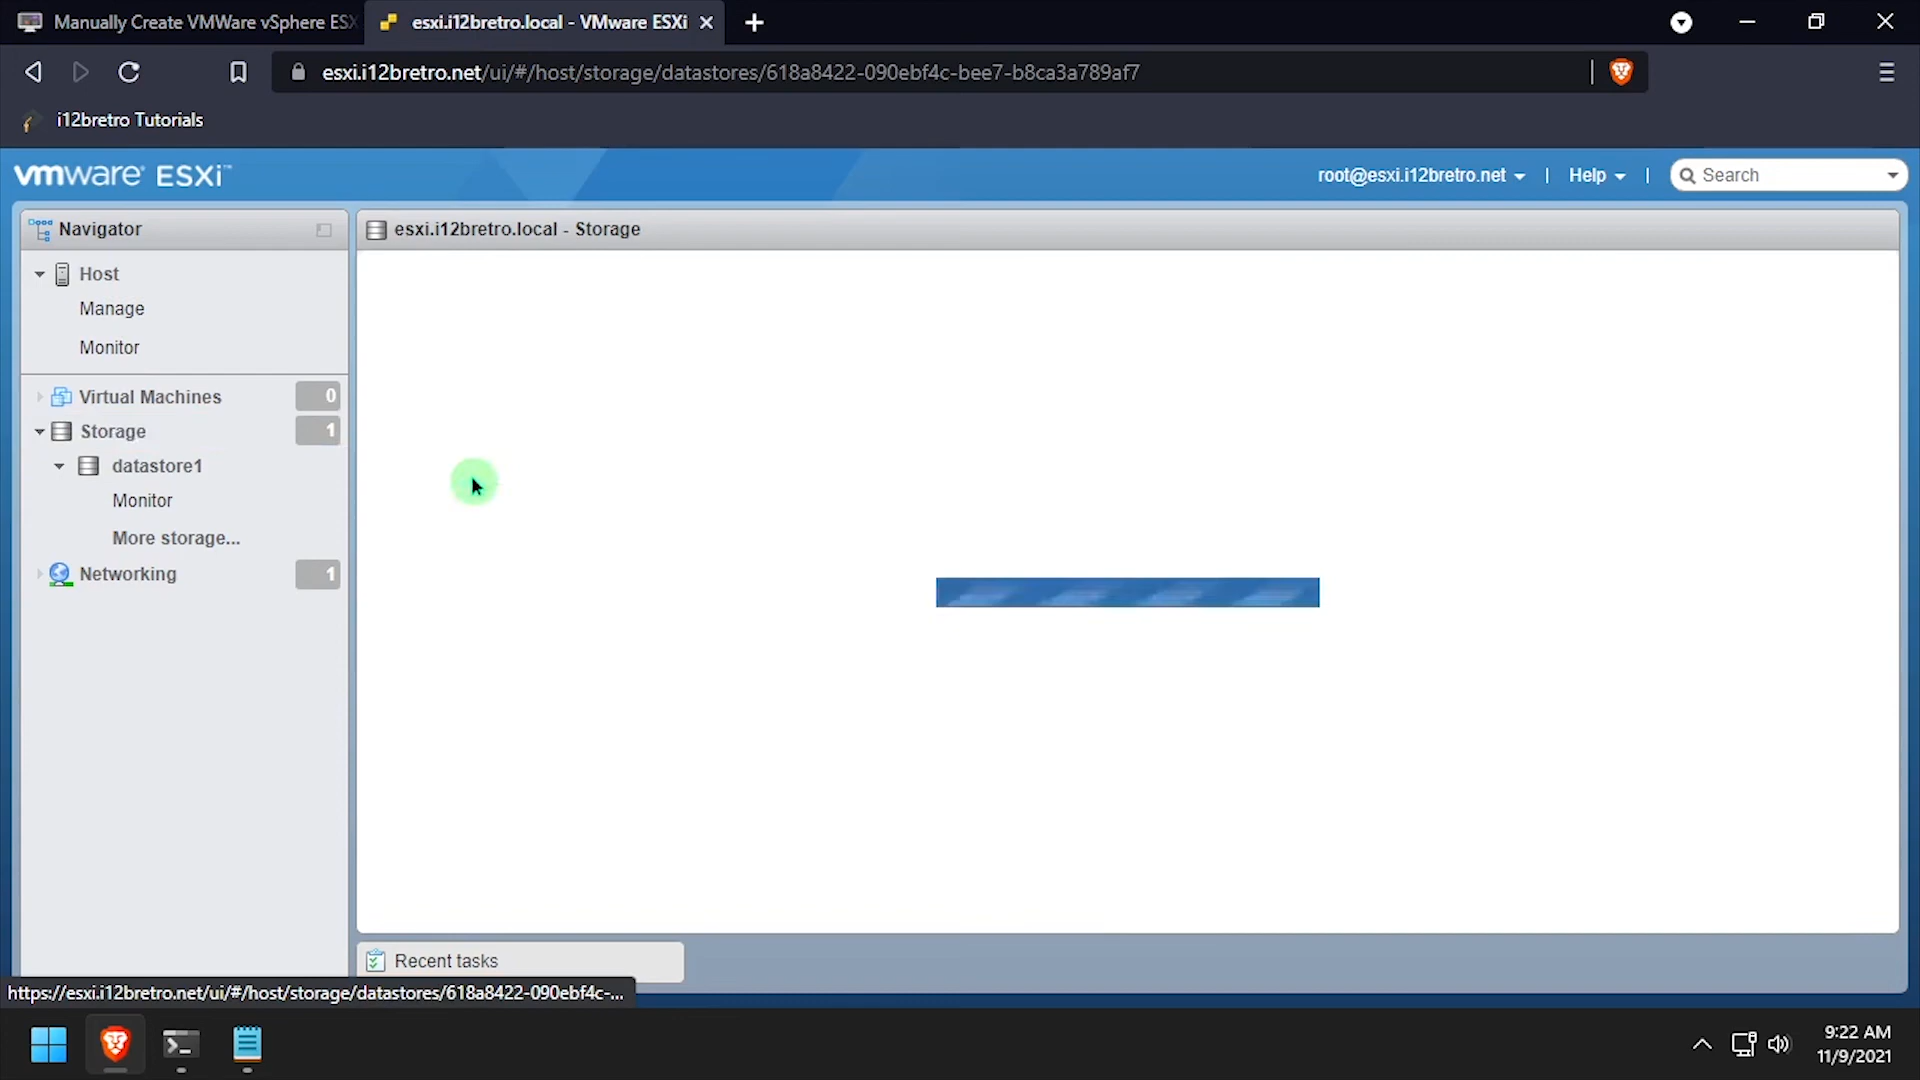 Manually Create VMWare vSphere ESX
esxi.i12bretro.local - VMware ESXi
esxi.i12bretro.net/ui/#/host/storage/datastores/618a8422-090ebf4c-bee7-b8ca3a789af7
i12bretro Tutorials
vmware ESXi™
root@esxi.i12bretro.net | Help | Search
Navigator
esxi.i12bretro.local - Storage
Host
Manage
Monitor
Virtual Machines 0
Storage 1
datastore1
Monitor
More storage...
Networking 1
Recent tasks
https://esxi.i12bretro.net/ui/#/host/storage/datastores/618a8422-090ebf4c-...
9:22 AM
11/9/2021